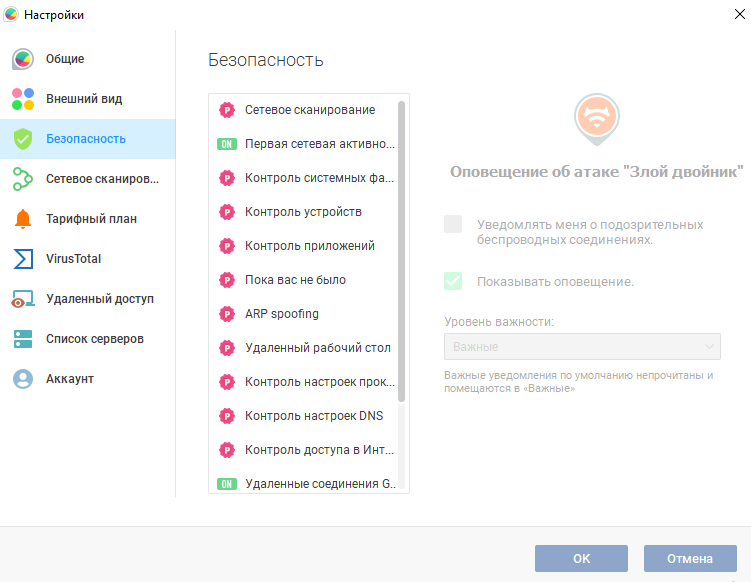 Настройки
Общие
Внешний вид
Безопасность
Сетевое сканиров...
Тарифный план
VirusTotal
Удаленный доступ
Список серверов
Аккаунт
Безопасность
P Сетевое сканирование
ON Первая сетевая активно...
P Контроль системных фа...
P Контроль устройств
P Контроль приложений
P Пока вас не было
P ARP spoofing
P Удаленный рабочий стол
P Контроль настроек прок...
P Контроль настроек DNS
P Контроль доступа в Инт...
ON Удаленные соединения G...
Оповещение об атаке "Злой двойник"
Уведомлять меня о подозрительных
беспроводных соединениях.
Показывать оповещение.
Уровень важности:
Важные
Важные уведомления по умолчанию непрочитаны и
помещаются в «Важные»
OK
Отмена